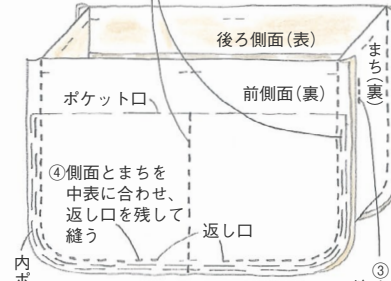 後ろ側面(表)
まち(裏)
前側面(裏)
ポケット口
④側面とまちを
中表に合わせ、
返し口を残して
縫う
返し口
内ポ
③